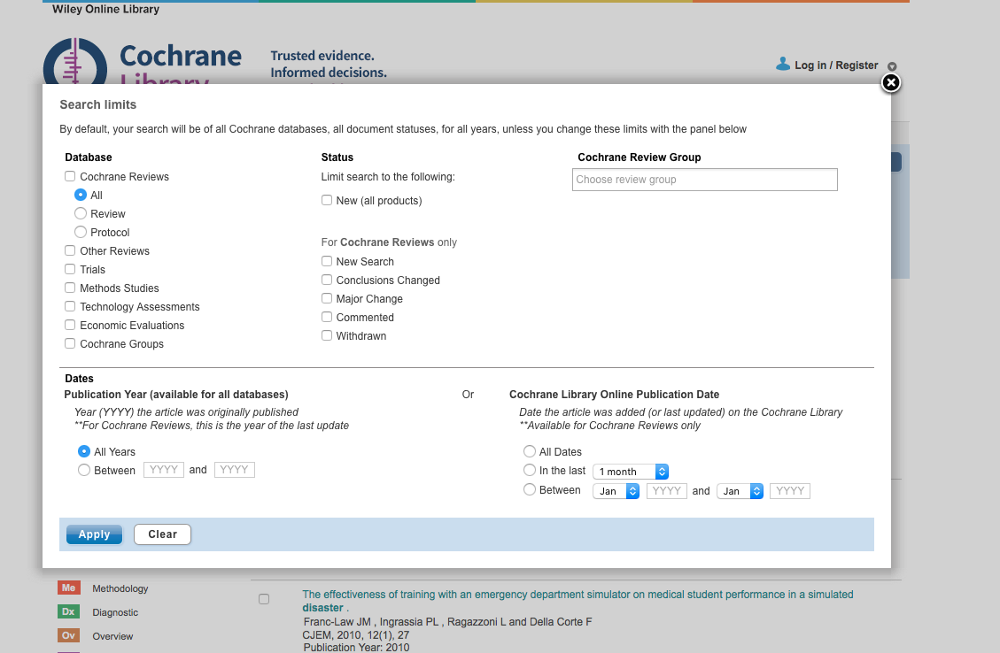 Wiley Online Library
Cochrane
Library
Trusted evidence.
Informed decisions.
Log in / Register
Search limits
By default, your search will be of all Cochrane databases, all document statuses, for all years, unless you change these limits with the panel below
Database
Cochrane Reviews
All
Review
Protocol
Other Reviews
Trials
Methods Studies
Technology Assessments
Economic Evaluations
Cochrane Groups
Status
Limit search to the following:
New (all products)
For Cochrane Reviews only
New Search
Conclusions Changed
Major Change
Commented
Withdrawn
Cochrane Review Group
Choose review group
Dates
Publication Year (available for all databases)
Year (YYYY) the article was originally published
**For Cochrane Reviews, this is the year of the last update
All Years
Between YYYY and YYYY
Or
Cochrane Library Online Publication Date
Date the article was added (or last updated) on the Cochrane Library
**Available for Cochrane Reviews only
All Dates
In the last 1 month
Between Jan YYYY and Jan YYYY
Apply Clear
Me Methodology
Dx Diagnostic
Ov Overview
The effectiveness of training with an emergency department simulator on medical student performance in a simulated
disaster .
Franc-Law JM , Ingrassia PL , Ragazzoni L and Della Corte F
CJEM, 2010, 12(1), 27
Publication Year: 2010